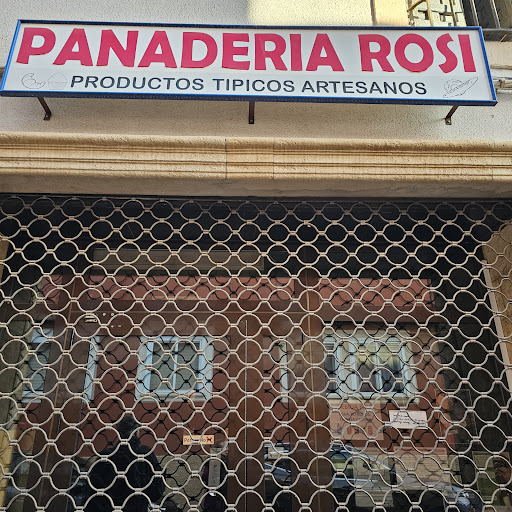 PANADERIA ROSI
PRODUCTOS TIPICOS ARTESANOS